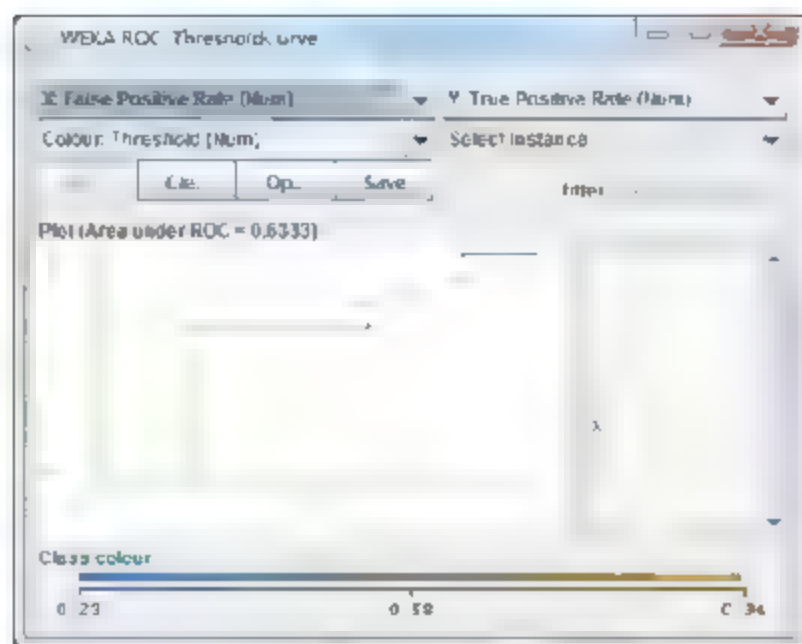 WEKA ROC Threshold
X: False Positive Rate (Num) Y True Positive Rate (Num)
Colour: Threshold (Num) Select Instance
Op.. Save
Plot (Area under ROC = 0.6333)
Class colour
0.23 0.58